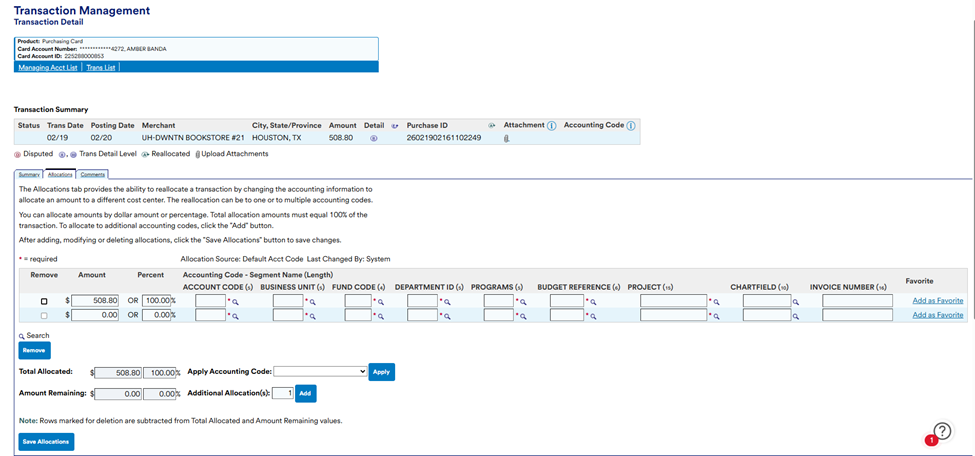 Transaction Management
Transaction Detail
Product: Purchasing Card
Card Account Number: ************4272, AMBER BANDA
Card Account ID: 225288000853
Managing Acct List | Trans List |
Transaction Summary
Status Trans Date Posting Date Merchant City, State/Province Amount Detail Purchase ID Attachment Accounting Code
02/19 02/20 UH-DWNTN BOOKSTORE #21 HOUSTON, TX 508.80 26021902161102249
Disputed , Trans Detail Level Reallocated Upload Attachments
Summary Allocations Comments
The Allocations tab provides the ability to reallocate a transaction by changing the accounting information to
allocate an amount to a different cost center. The reallocation can be to one or to multiple accounting codes.
You can allocate amounts by dollar amount or percentage. Total allocation amounts must equal 100% of the
transaction. To allocate to additional accounting codes, click the "Add" button.
After adding, modifying or deleting allocations, click the "Save Allocations" button to save changes.
* = required Allocation Source: Default Acct Code Last Changed By: System
Remove Amount Percent Accounting Code - Segment Name (Length) Favorite
ACCOUNT CODE (5) BUSINESS UNIT (5) FUND CODE (4) DEPARTMENT ID (5) PROGRAMS (5) BUDGET REFERENCE (6) PROJECT (15) CHARTFIELD (10) INVOICE NUMBER (16)
$ 508.80 OR 100.00% * * * * * * * Add as Favorite
$ 0.00 OR 0.00% * * * * * * * Add as Favorite
Search
Remove
Total Allocated: $ 508.80 100.00% Apply Accounting Code: Apply
Amount Remaining: $ 0.00 0.00% Additional Allocation(s): 1 Add
Note: Rows marked for deletion are subtracted from Total Allocated and Amount Remaining values.
Save Allocations
1 ?